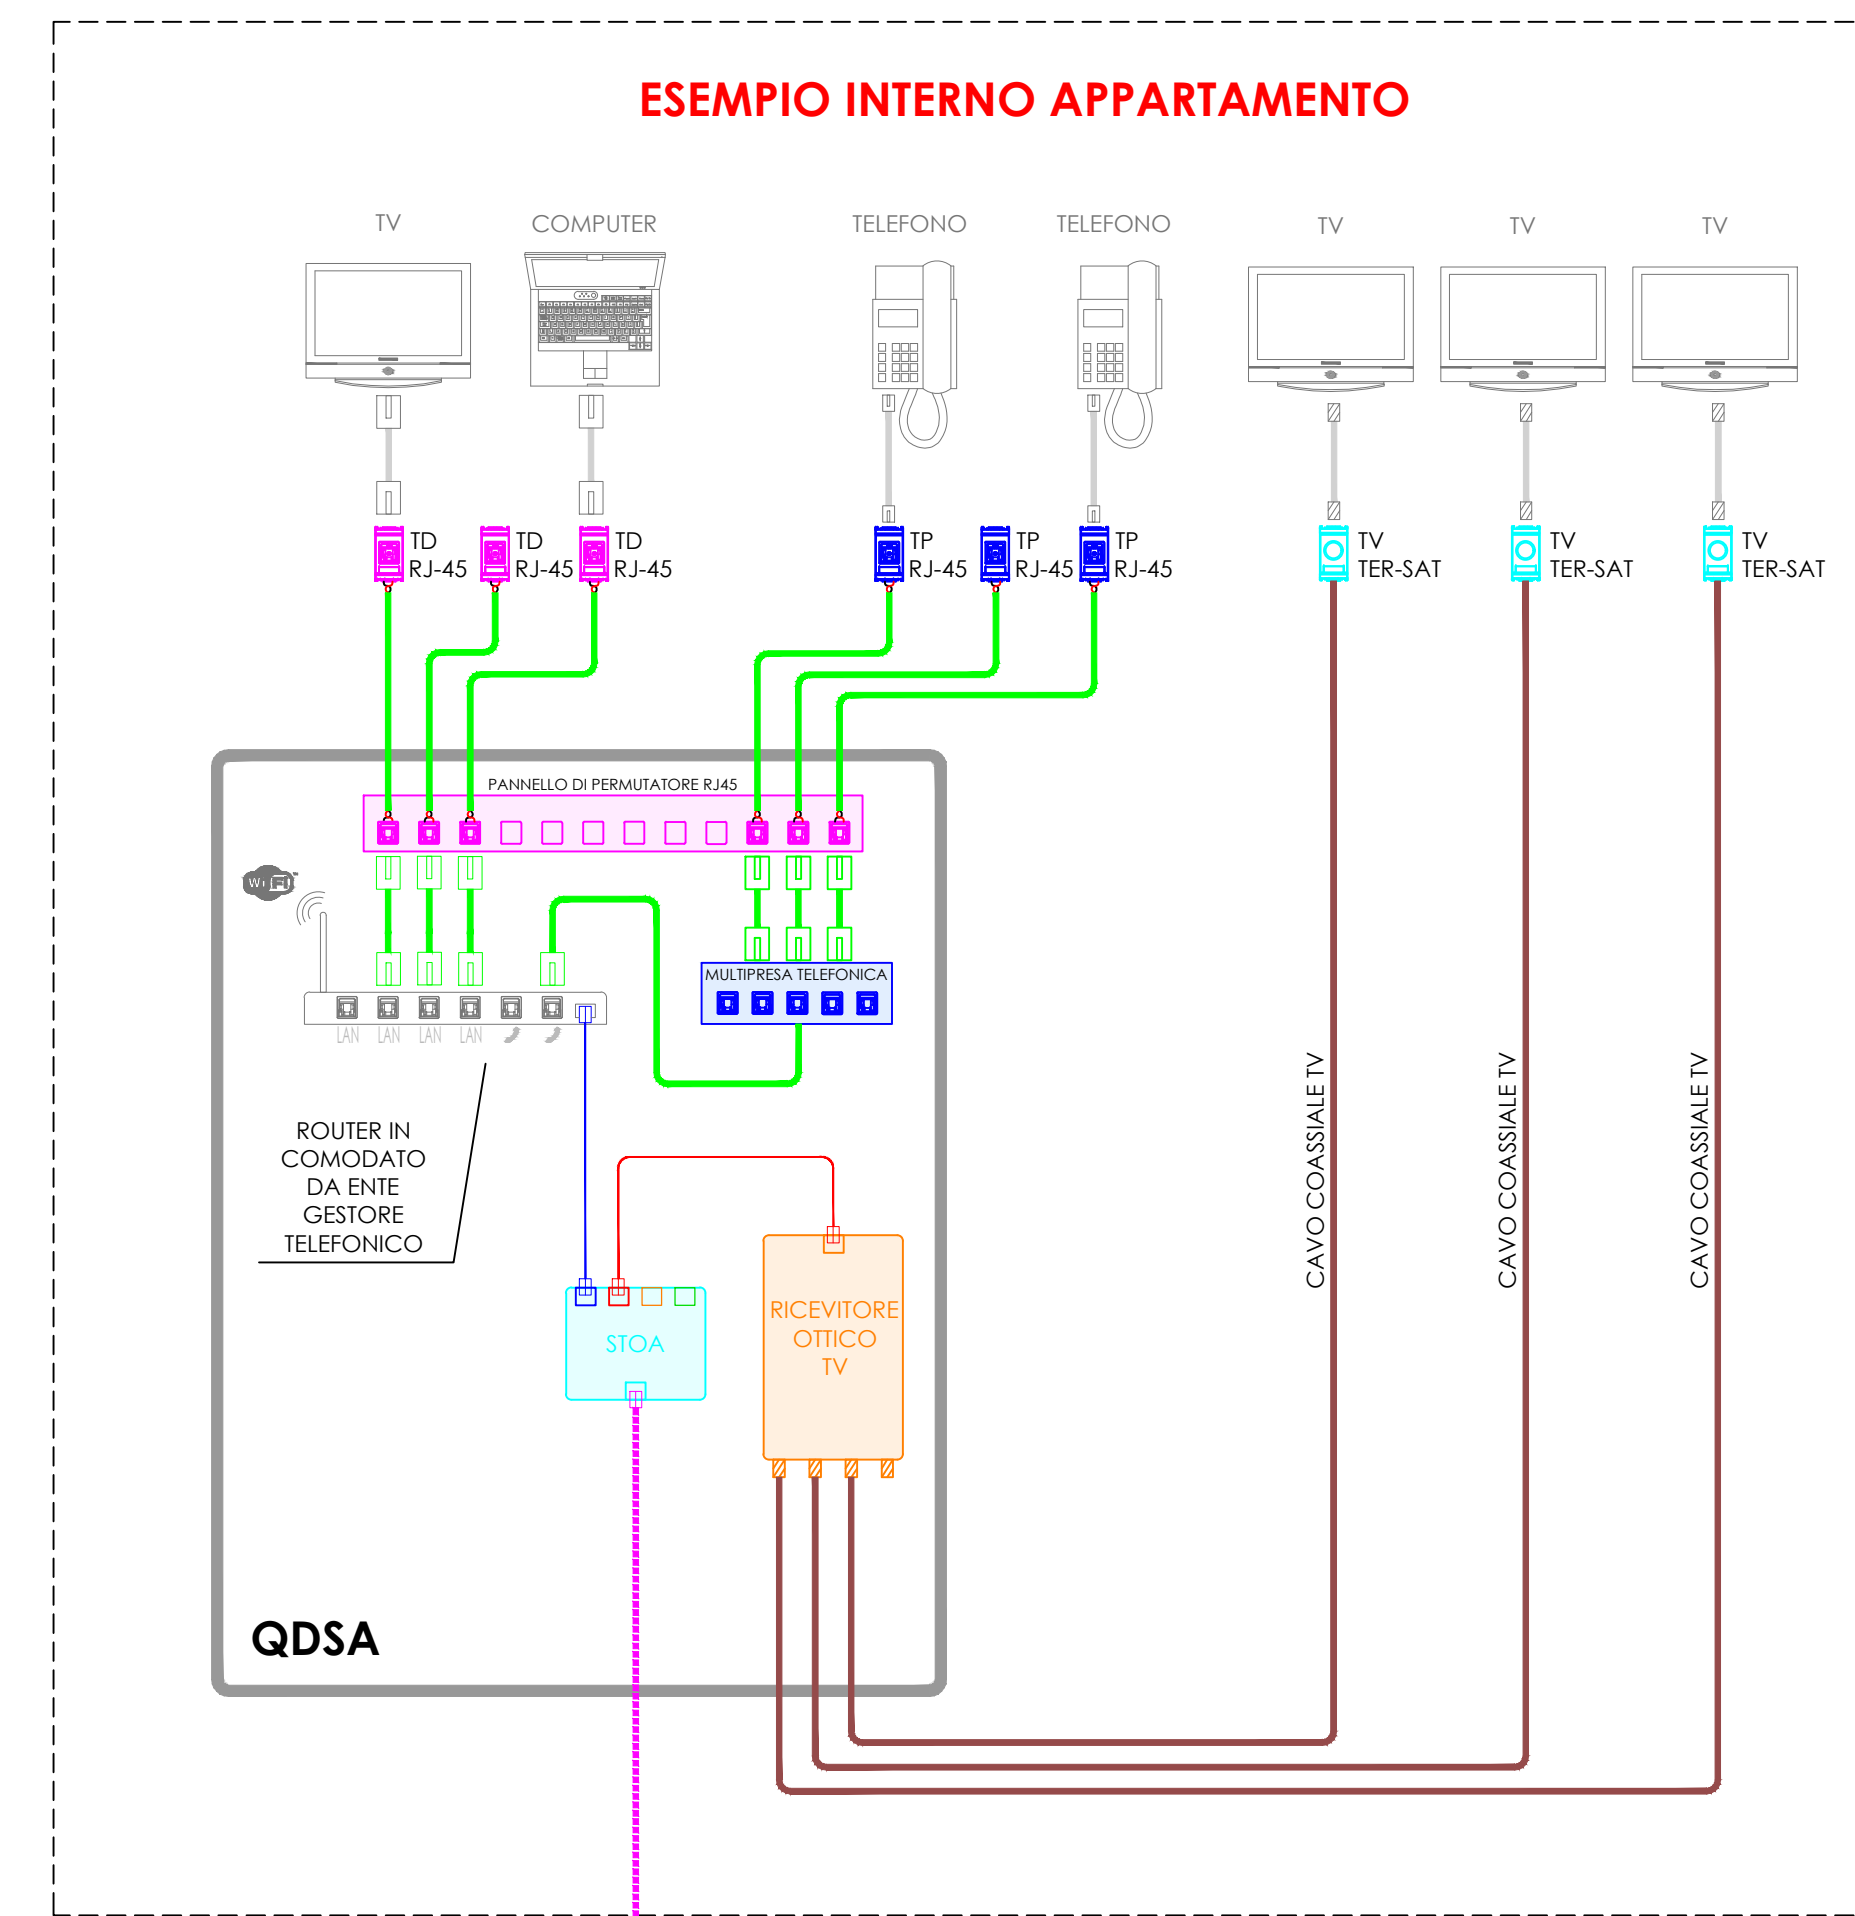 ESEMPIO INTERNO APPARTAMENTO
TV
COMPUTER
TELEFONO
TELEFONO
TV
TV
TV
TD
RJ-45
TD
RJ-45
TD
RJ-45
TP
RJ-45
TP
RJ-45
TP
RJ-45
TV
TER-SAT
TV
TER-SAT
TV
TER-SAT
PANNELLO DI PERMUTATORE RJ45
Wi Fi™
MULTIPRESA TELEFONICA
LAN
LAN
LAN
LAN
ROUTER IN
COMODATO
DA ENTE
GESTORE
TELEFONICO
CAVO COASSIALE TV
CAVO COASSIALE TV
CAVO COASSIALE TV
STOA
RICEVITORE
OTTICO
TV
QDSA